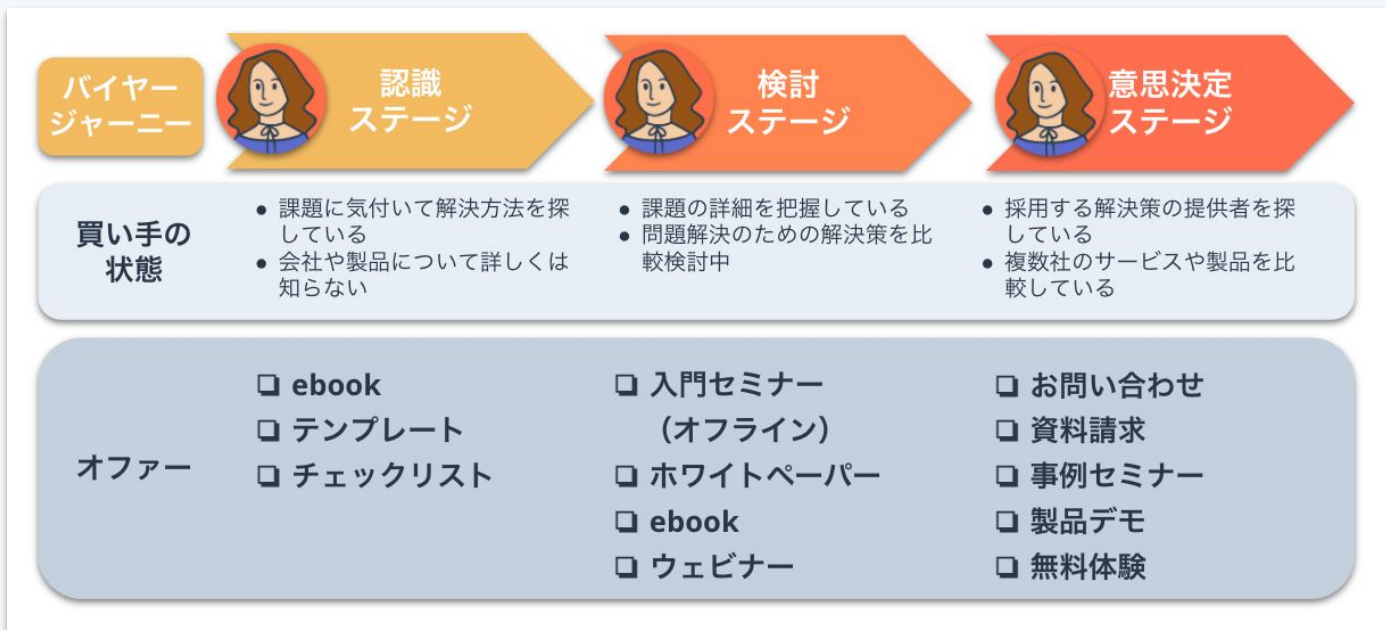 バイヤー
ジャーニー
認識
ステージ
検討
ステージ
意思決定
ステージ
買い手の
状態
● 課題に気付いて解決方法を探
している
● 会社や製品について詳しくは
知らない
● 課題の詳細を把握している
● 問題解決のための解決策を比
較検討中
● 採用する解決策の提供者を探
している
● 複数社のサービスや製品を比
較している
オファー
❏ ebook
❏ テンプレート
❏ チェックリスト
❏ 入門セミナー
（オフライン）
❏ ホワイトペーパー
❏ ebook
❏ ウェビナー
❏ お問い合わせ
❏ 資料請求
❏ 事例セミナー
❏ 製品デモ
❏ 無料体験